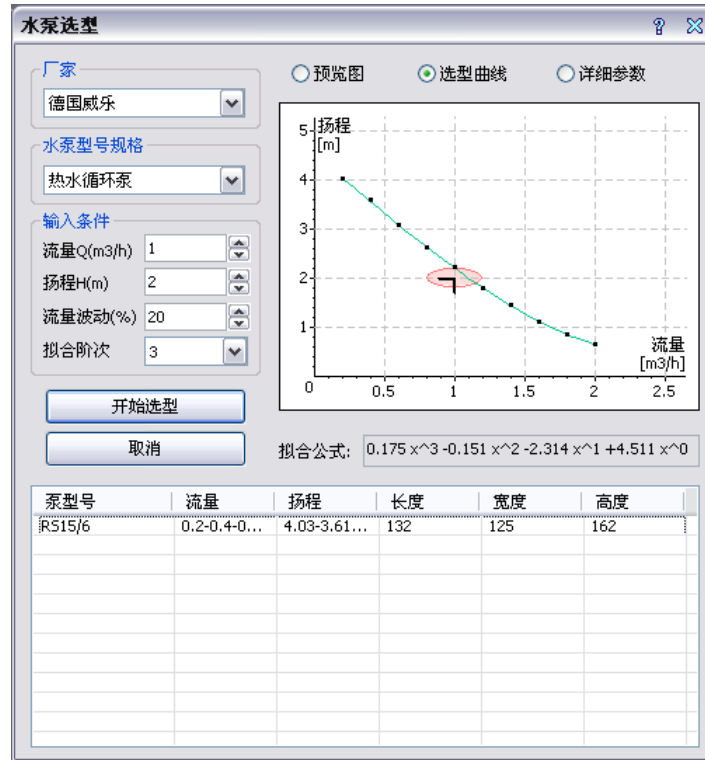 水泵选型
厂家
德国威乐
水泵型号规格
热水循环泵
输入条件
流量Q(m3/h) 1
扬程H(m) 2
流量波动(%) 20
拟合阶次 3
开始选型
取消
预览图 选型曲线 详细参数
扬程
[m]
5
4
3
2
1
流量
[m3/h]
0 0.5 1 1.5 2 2.5
拟合公式: 0.175 x^3 -0.151 x^2 -2.314 x^1 +4.511 x^0
泵型号 流量 扬程 长度 宽度 高度
RS15/6 0.2-0.4-0... 4.03-3.61... 132 125 162